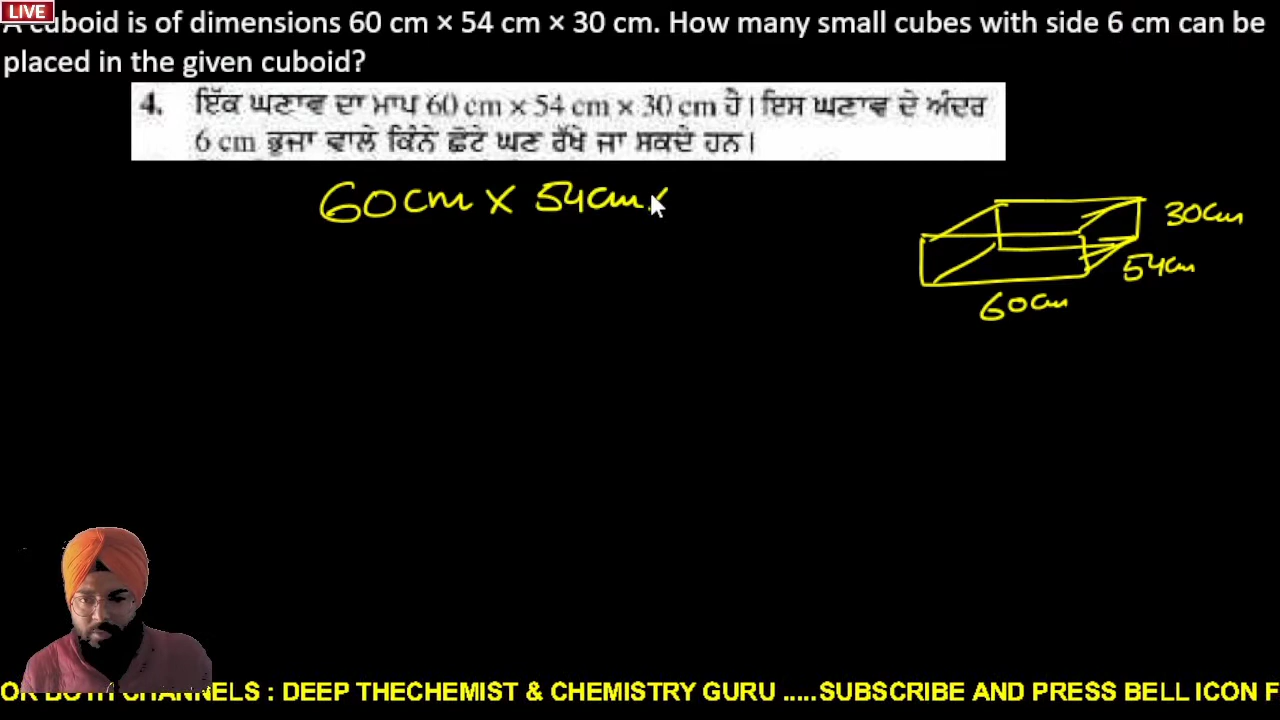 LIVE
A cuboid is of dimensions 60 cm × 54 cm × 30 cm. How many small cubes with side 6 cm can be
placed in the given cuboid?
4. ਇੱਕ ਘਣਾਵ ਦਾ ਮਾਪ 60 cm × 54 cm × 30 cm ਹੈ। ਇਸ ਘਣਾਵ ਦੇ ਅੰਦਰ
6 cm ਭੁਜਾ ਵਾਲੇ ਕਿੰਨੇ ਛੋਟੇ ਘਣ ਰੱਖੇ ਜਾ ਸਕਦੇ ਹਨ।
60cm × 54cm ×
30cm
54cm
60cm
OR BOTH CHANNELS : DEEP THECHEMIST & CHEMISTRY GURU .....SUBSCRIBE AND PRESS BELL ICON F